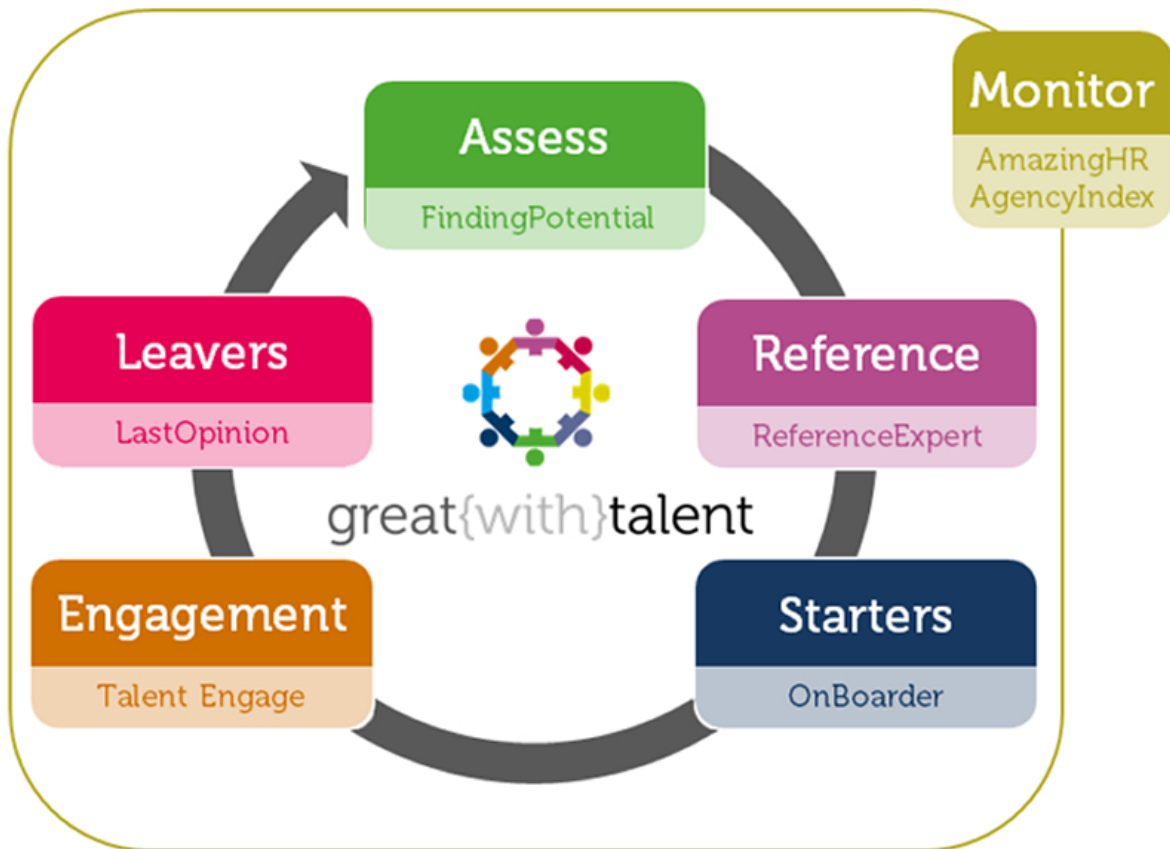 Assess
FindingPotential
Monitor
AmazingHR
AgencyIndex
Reference
ReferenceExpert
Starters
OnBoarder
Engagement
Talent Engage
Leavers
LastOpinion
great{with}talent